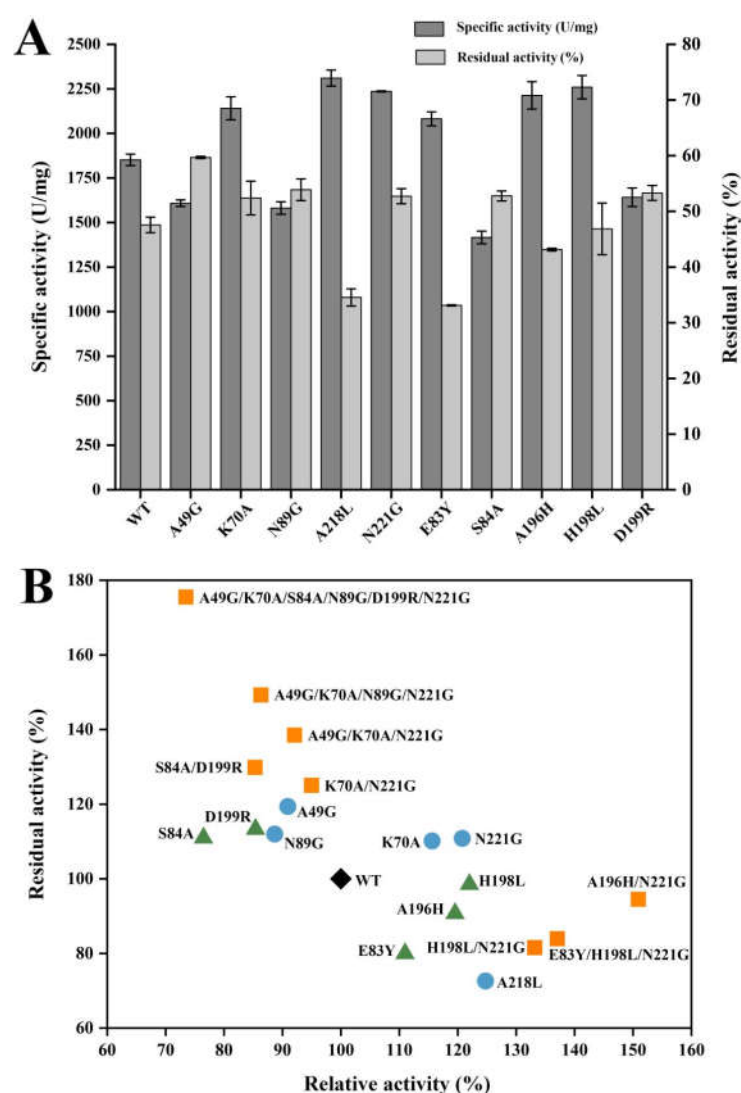 A
Specific activity (U/mg)
Residual activity (%)
Specific activity (U/mg)
2500
2250
2000
1750
1500
1250
1000
750
500
250
0
80
70
60
50
40
30
20
10
0
Residual activity (%)
WT
A49G
K70A
N89G
A218L
N221G
E83Y
S84A
A196H
H198L
D199R
B
Residual activity (%)
180
160
140
120
100
80
60
A49G/K70A/S84A/N89G/D199R/N221G
A49G/K70A/N89G/N221G
A49G/K70A/N221G
S84A/D199R
K70A/N221G
A49G
D199R
S84A
N89G
K70A
N221G
WT
H198L
A196H/N221G
A196H
E83Y
H198L/N221G
E83Y/H198L/N221G
A218L
60 70 80 90 100 110 120 130 140 150 160
Relative activity (%)